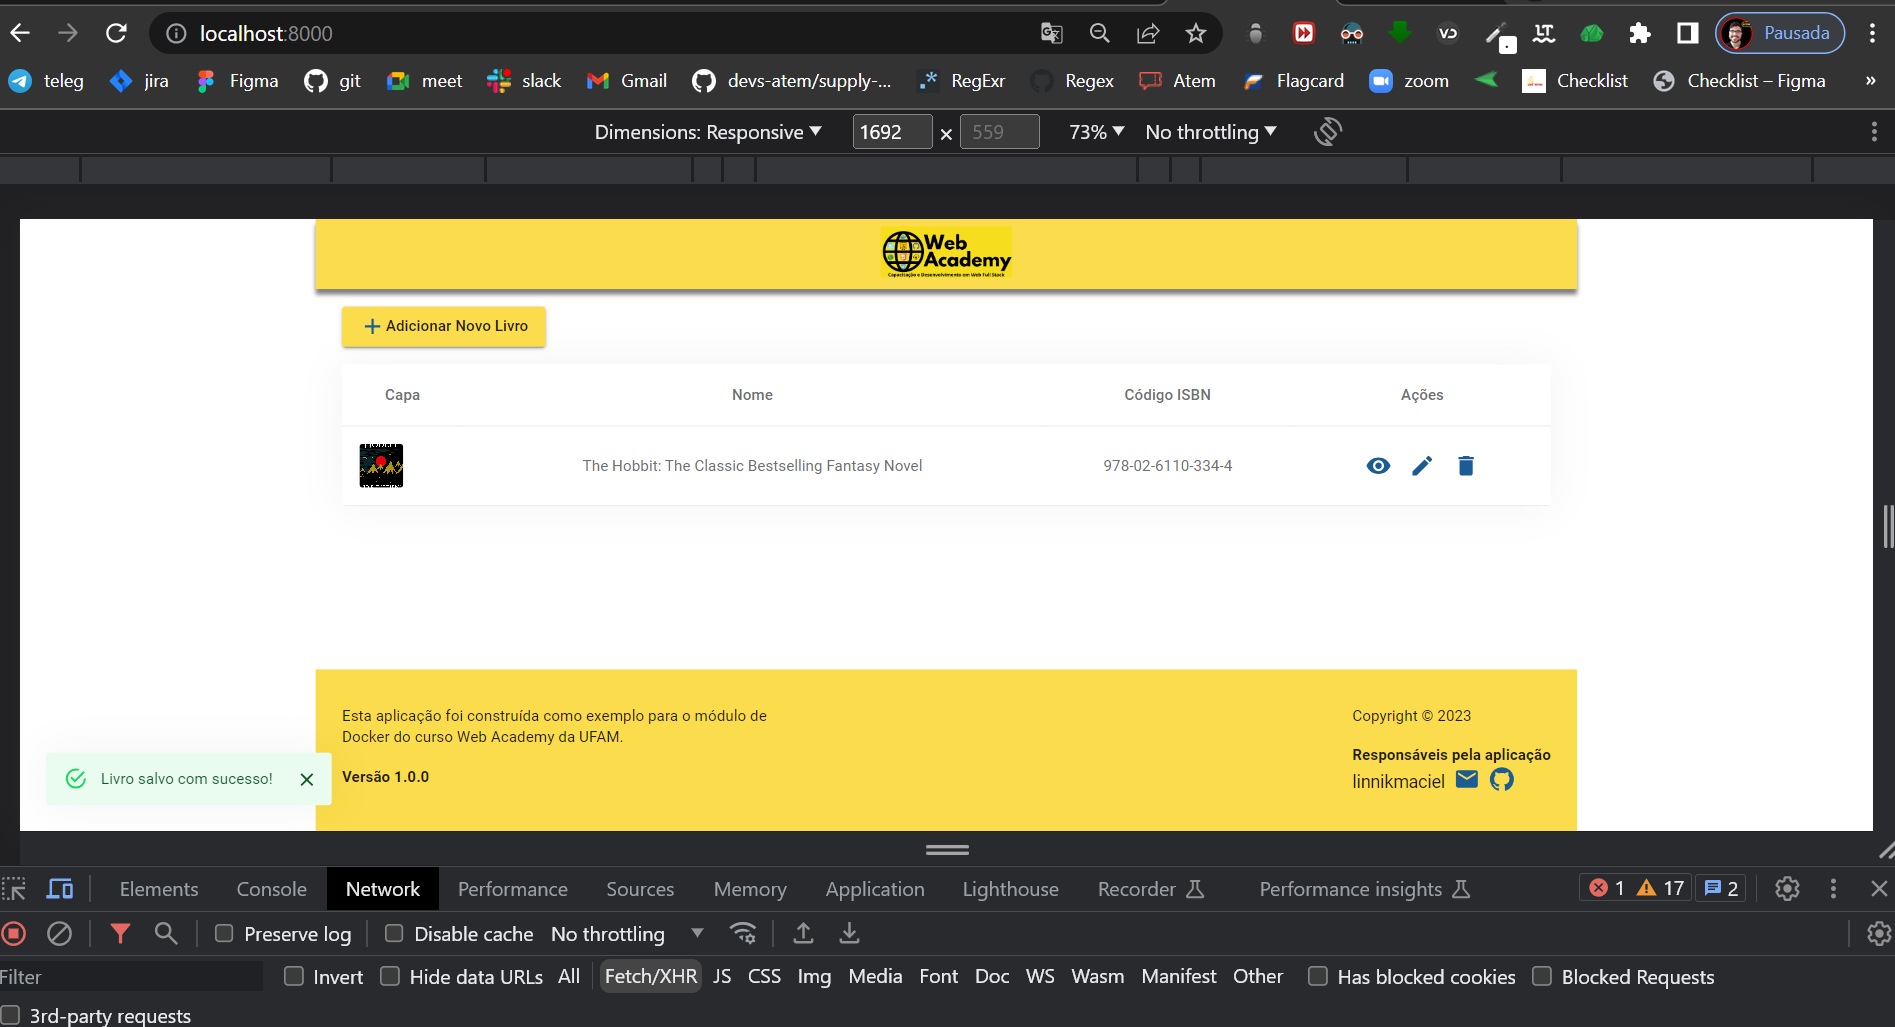 localhost:8000
Pausada
teleg jira Figma git meet slack Gmail devs-atem/supply-... RegExr Regex Atem Flagcard zoom Checklist Checklist – Figma »
Dimensions: Responsive 1692 × 559 73% No throttling
Web
Academy
Capacitação e Desenvolvimento em Web Full Stack
Adicionar Novo Livro
Capa Nome Código ISBN Ações
The Hobbit: The Classic Bestselling Fantasy Novel 978-02-6110-334-4
Esta aplicação foi construída como exemplo para o módulo de
Docker do curso Web Academy da UFAM.
Versão 1.0.0
Copyright © 2023
Responsáveis pela aplicação
linnikmaciel
Livro salvo com sucesso!
Elements Console Network Performance Sources Memory Application Lighthouse Recorder Performance insights 1 17 2
Preserve log Disable cache No throttling
Filter Invert Hide data URLs All Fetch/XHR JS CSS Img Media Font Doc WS Wasm Manifest Other Has blocked cookies Blocked Requests
3rd-party requests